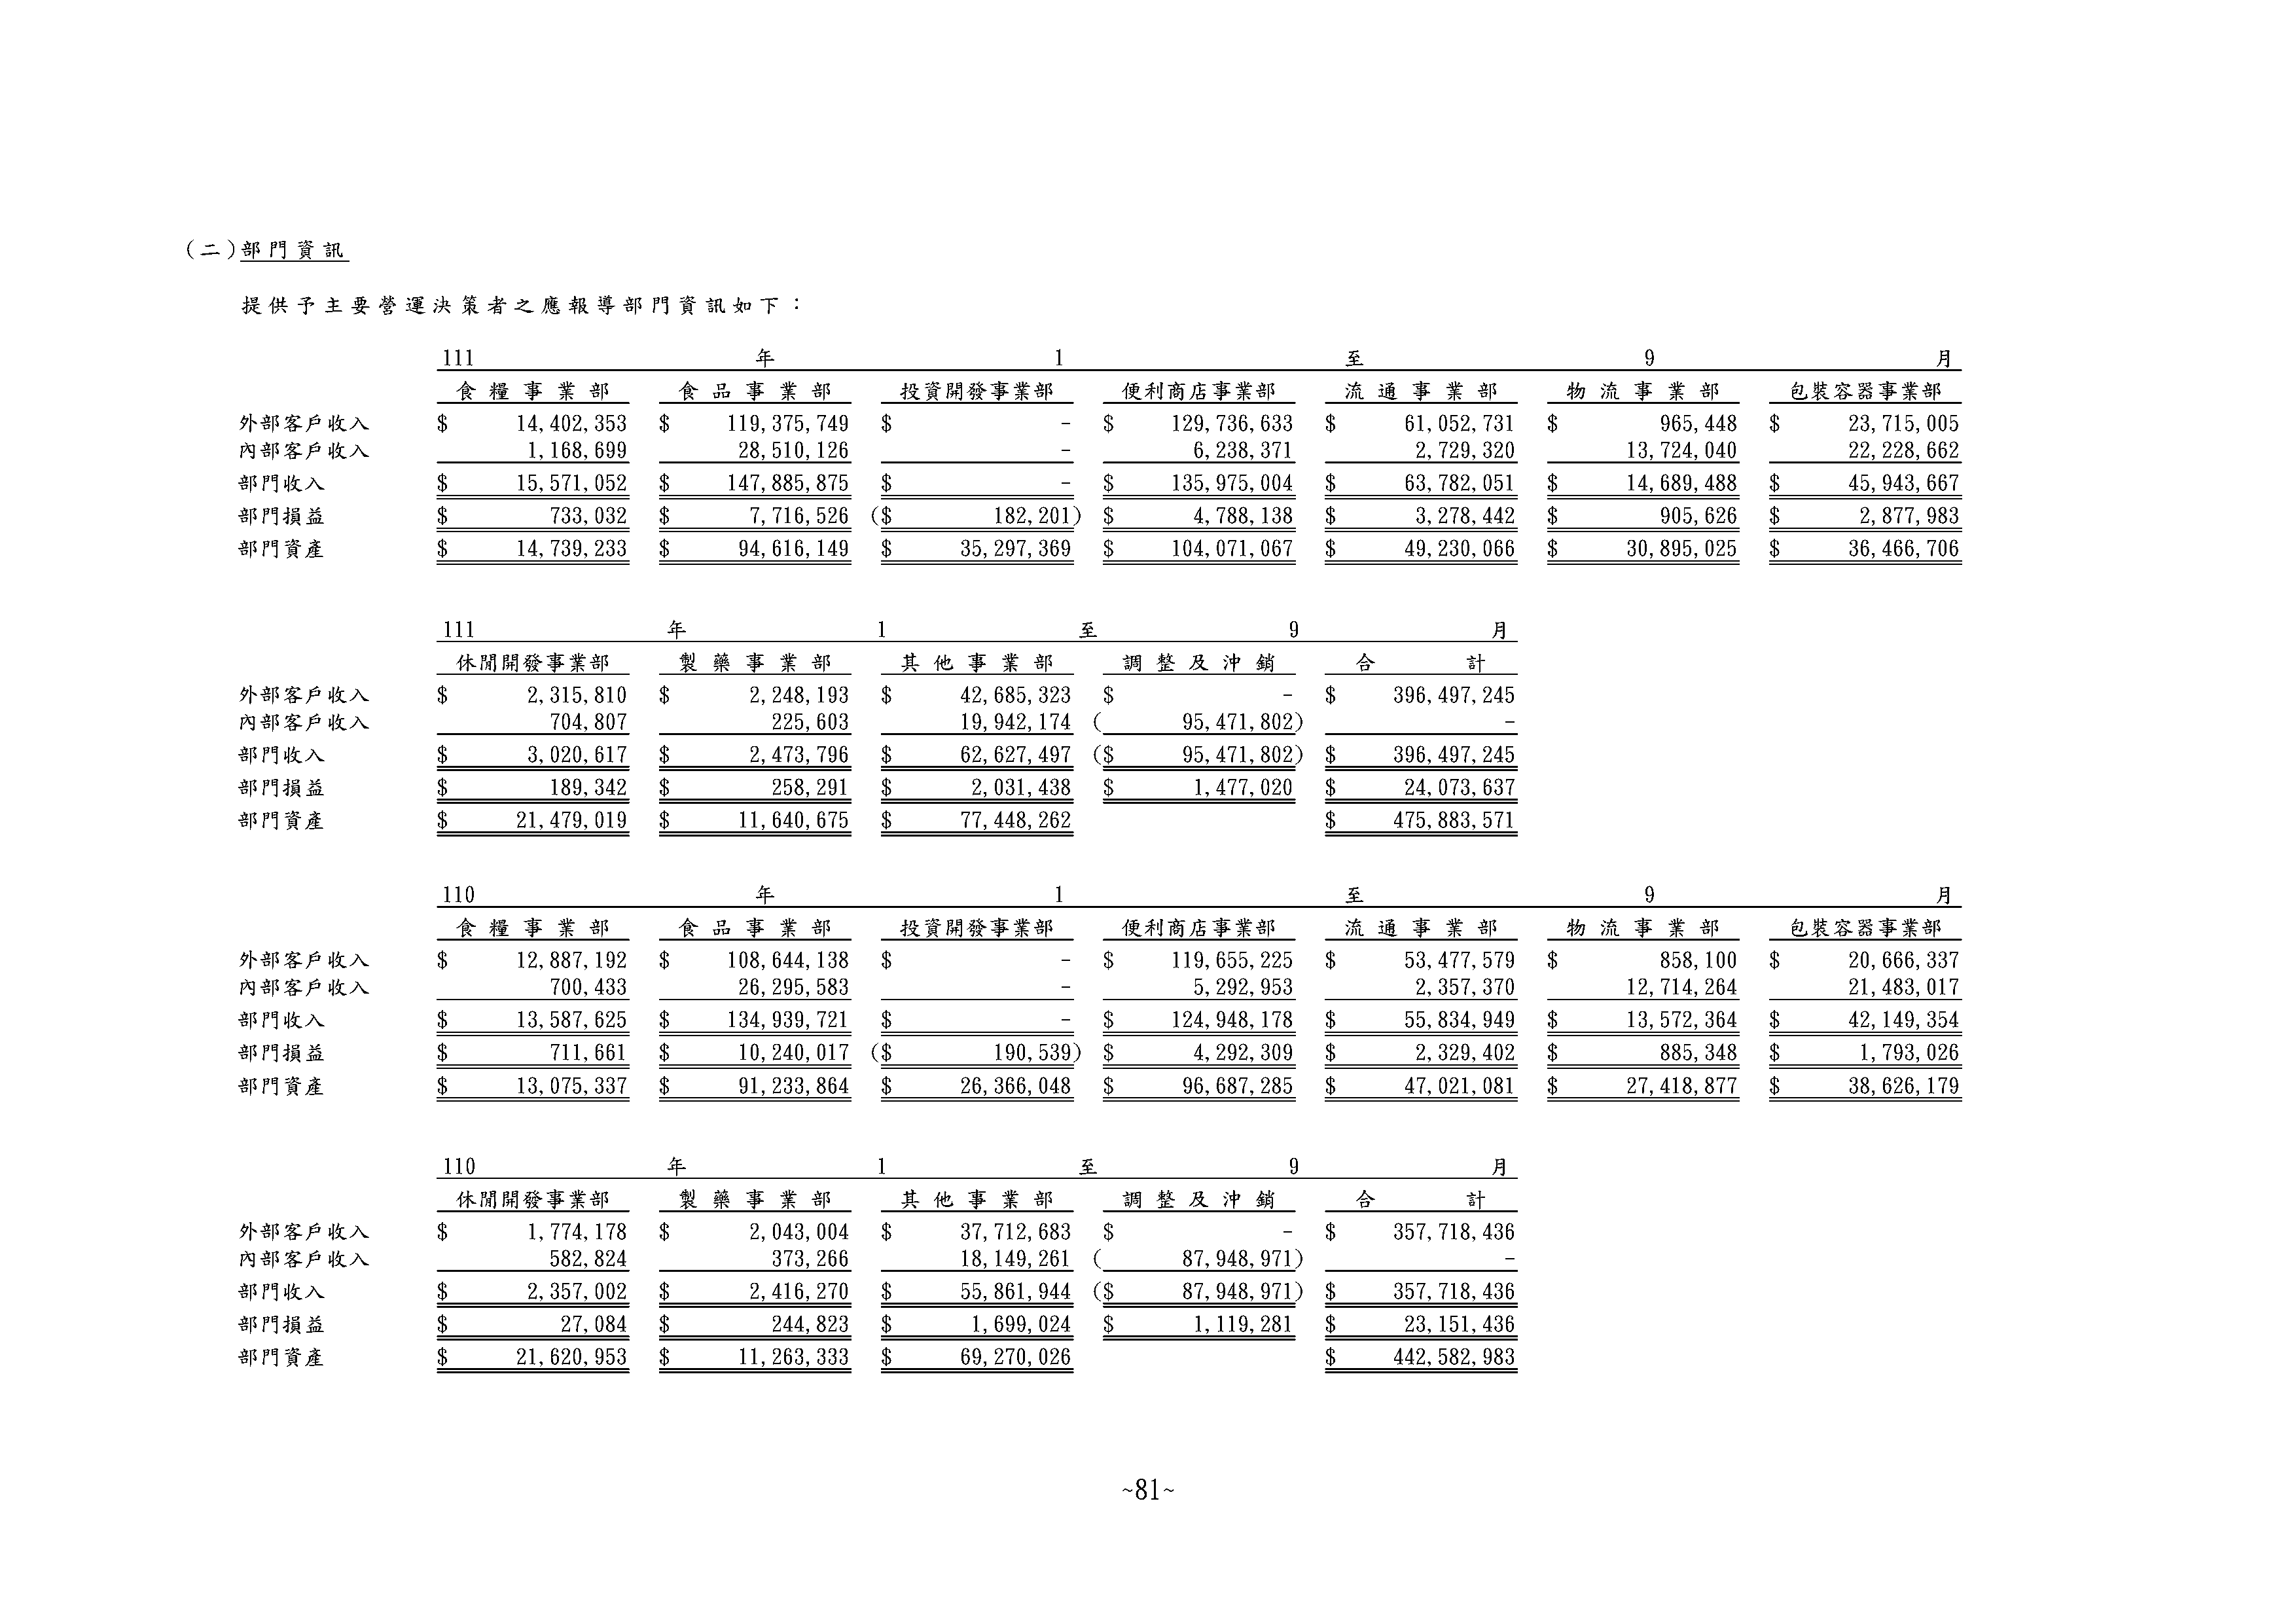 (二)部門資訊
提供予主要營運決策者之應報導部門資訊如下：
111 年 1 至 9 月
食糧事業部 食品事業部 投資開發事業部 便利商店事業部 流通事業部 物流事業部 包裝容器事業部
外部客戶收入 $ 14,402,353 $ 119,375,749 $ - $ 129,736,633 $ 61,052,731 $ 965,448 $ 23,715,005
內部客戶收入 1,168,699 28,510,126 - 6,238,371 2,729,320 13,724,040 22,228,662
部門收入 $ 15,571,052 $ 147,885,875 $ - $ 135,975,004 $ 63,782,051 $ 14,689,488 $ 45,943,667
部門損益 $ 733,032 $ 7,716,526 ($ 182,201) $ 4,788,138 $ 3,278,442 $ 905,626 $ 2,877,983
部門資產 $ 14,739,233 $ 94,616,149 $ 35,297,369 $ 104,071,067 $ 49,230,066 $ 30,895,025 $ 36,466,706
111 年 1 至 9 月
休閒開發事業部 製藥事業部 其他事業部 調整及沖銷 合計
外部客戶收入 $ 2,315,810 $ 2,248,193 $ 42,685,323 $ - $ 396,497,245
內部客戶收入 704,807 225,603 19,942,174 ( 95,471,802) -
部門收入 $ 3,020,617 $ 2,473,796 $ 62,627,497 ($ 95,471,802) $ 396,497,245
部門損益 $ 189,342 $ 258,291 $ 2,031,438 $ 1,477,020 $ 24,073,637
部門資產 $ 21,479,019 $ 11,640,675 $ 77,448,262 $ 475,883,571
110 年 1 至 9 月
食糧事業部 食品事業部 投資開發事業部 便利商店事業部 流通事業部 物流事業部 包裝容器事業部
外部客戶收入 $ 12,887,192 $ 108,644,138 $ - $ 119,655,225 $ 53,477,579 $ 858,100 $ 20,666,337
內部客戶收入 700,433 26,295,583 - 5,292,953 2,357,370 12,714,264 21,483,017
部門收入 $ 13,587,625 $ 134,939,721 $ - $ 124,948,178 $ 55,834,949 $ 13,572,364 $ 42,149,354
部門損益 $ 711,661 $ 10,240,017 ($ 190,539) $ 4,292,309 $ 2,329,402 $ 885,348 $ 1,793,026
部門資產 $ 13,075,337 $ 91,233,864 $ 26,366,048 $ 96,687,285 $ 47,021,081 $ 27,418,877 $ 38,626,179
110 年 1 至 9 月
休閒開發事業部 製藥事業部 其他事業部 調整及沖銷 合計
外部客戶收入 $ 1,774,178 $ 2,043,004 $ 37,712,683 $ - $ 357,718,436
內部客戶收入 582,824 373,266 18,149,261 ( 87,948,971) -
部門收入 $ 2,357,002 $ 2,416,270 $ 55,861,944 ($ 87,948,971) $ 357,718,436
部門損益 $ 27,084 $ 244,823 $ 1,699,024 $ 1,119,281 $ 23,151,436
部門資產 $ 21,620,953 $ 11,263,333 $ 69,270,026 $ 442,582,983
~81~